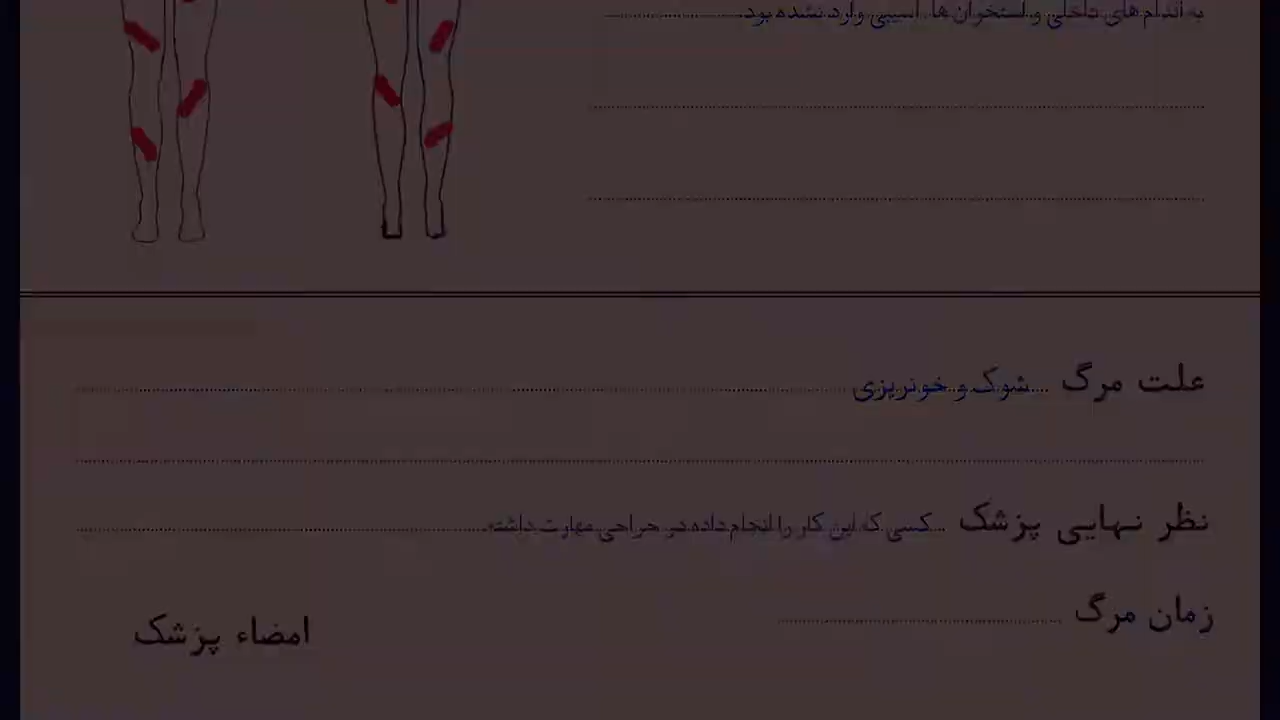 به اندام های داخلی و استخوان ها، آسیبی وارد نشده بود.
علت مرگ شوک و خونریزی
نظر نهایی پزشک کسی که این کار را انجام داده در جراحی مهارت داشته
زمان مرگ
امضاء پزشک